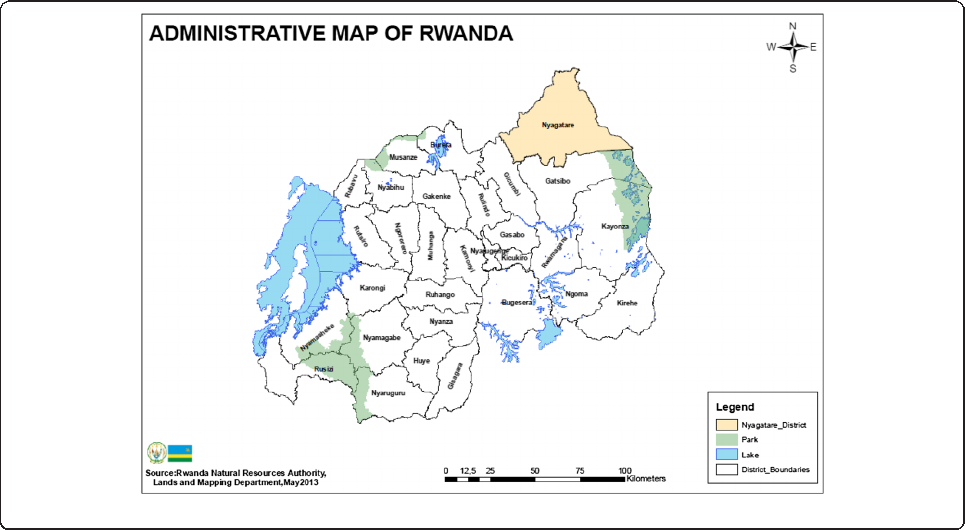 ADMINISTRATIVE MAP OF RWANDA
N
W E
S
Nyagatare
Burera
Musanze
Gatsibo
Rubavu
Nyabihu
Gakenke
Rulindo
Gicumbi
Kayonza
Rutsiro
Ngororero
Muhanga
Kamonyi
Gasabo
Nyarugenge
Kicukiro
Rwamagana
Karongi
Ruhango
Bugesera
Ngoma
Kirehe
Nyanza
Nyamasheke
Nyamagabe
Huye
Gisagara
Rusizi
Nyaruguru
Legend
Nyagatare_District
Park
Lake
District_Boundaries
Source:Rwanda Natural Resources Authority,
Lands and Mapping Department,May2013
0 12,5 25 50 75 100
Kilometers